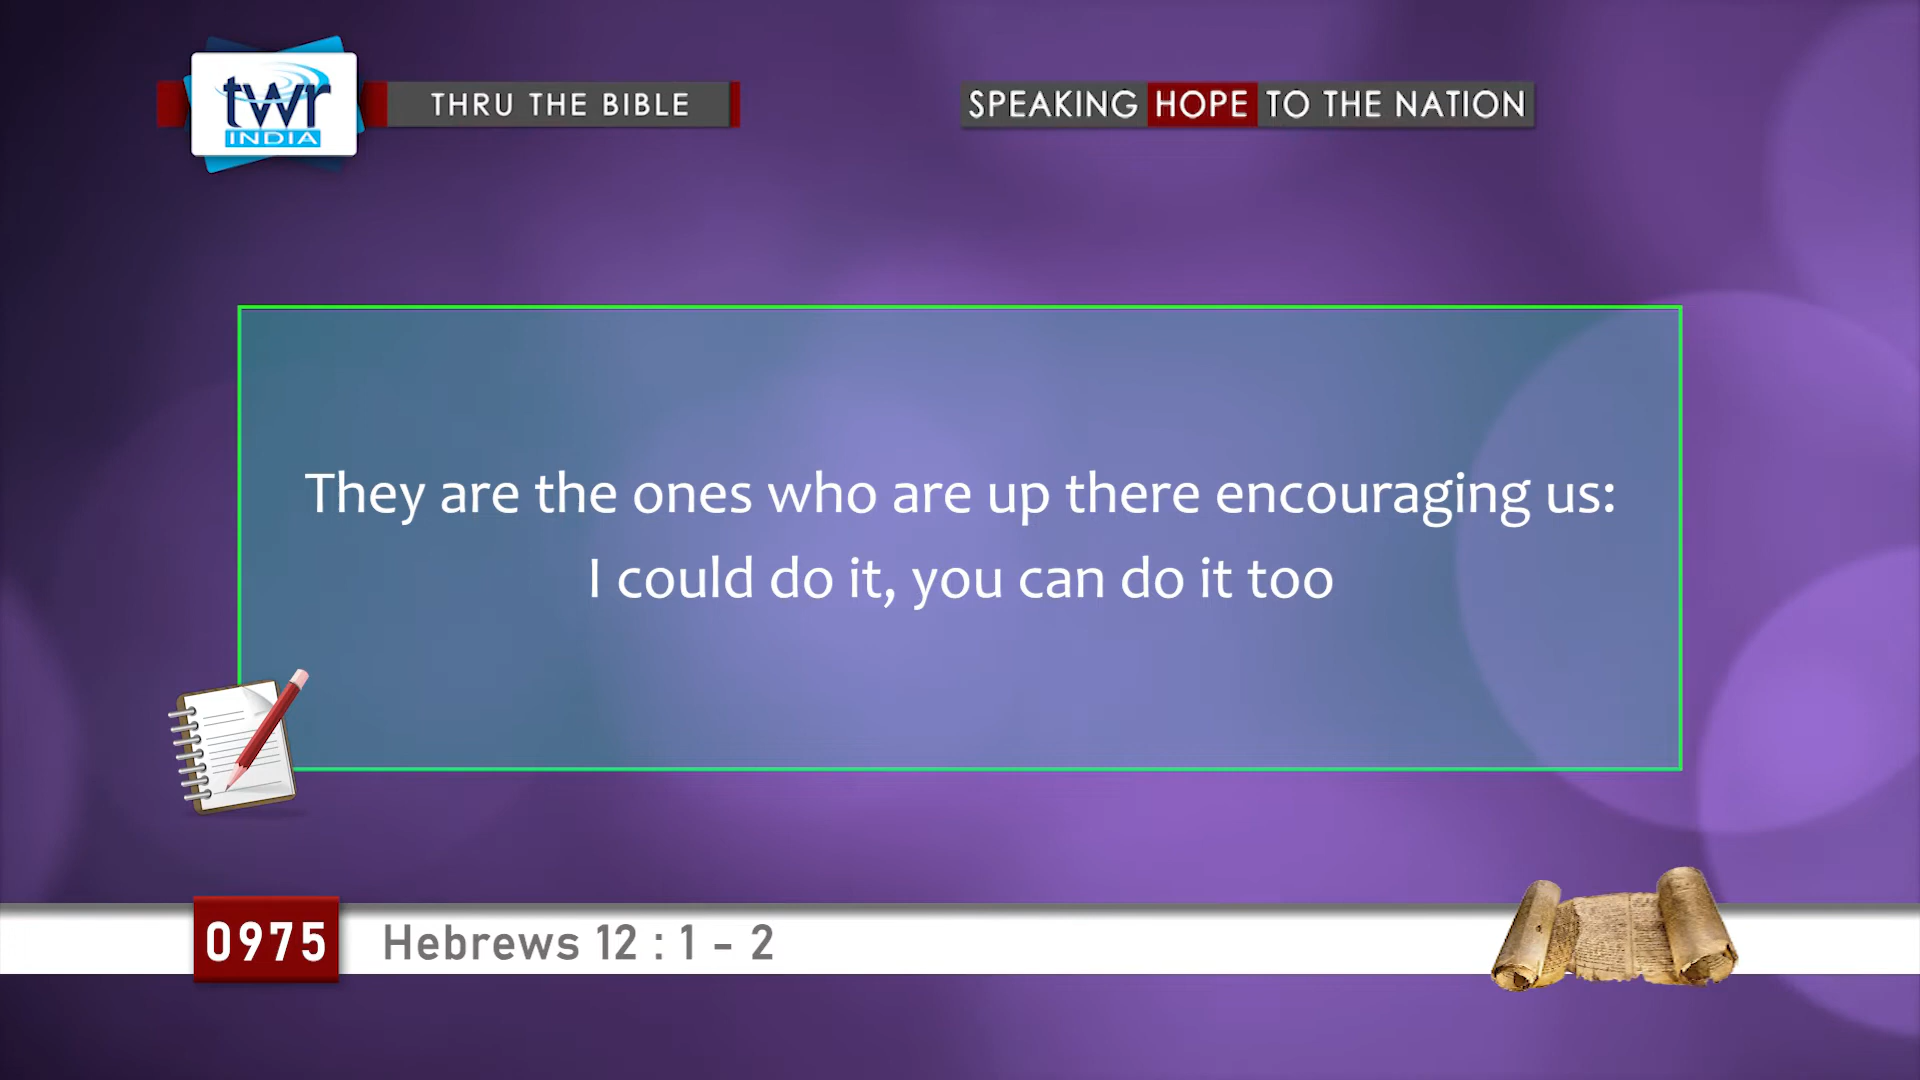 twr
INDIA
THRU THE BIBLE
SPEAKING HOPE TO THE NATION
They are the ones who are up there encouraging us:
I could do it, you can do it too
0975
Hebrews 12 : 1 - 2